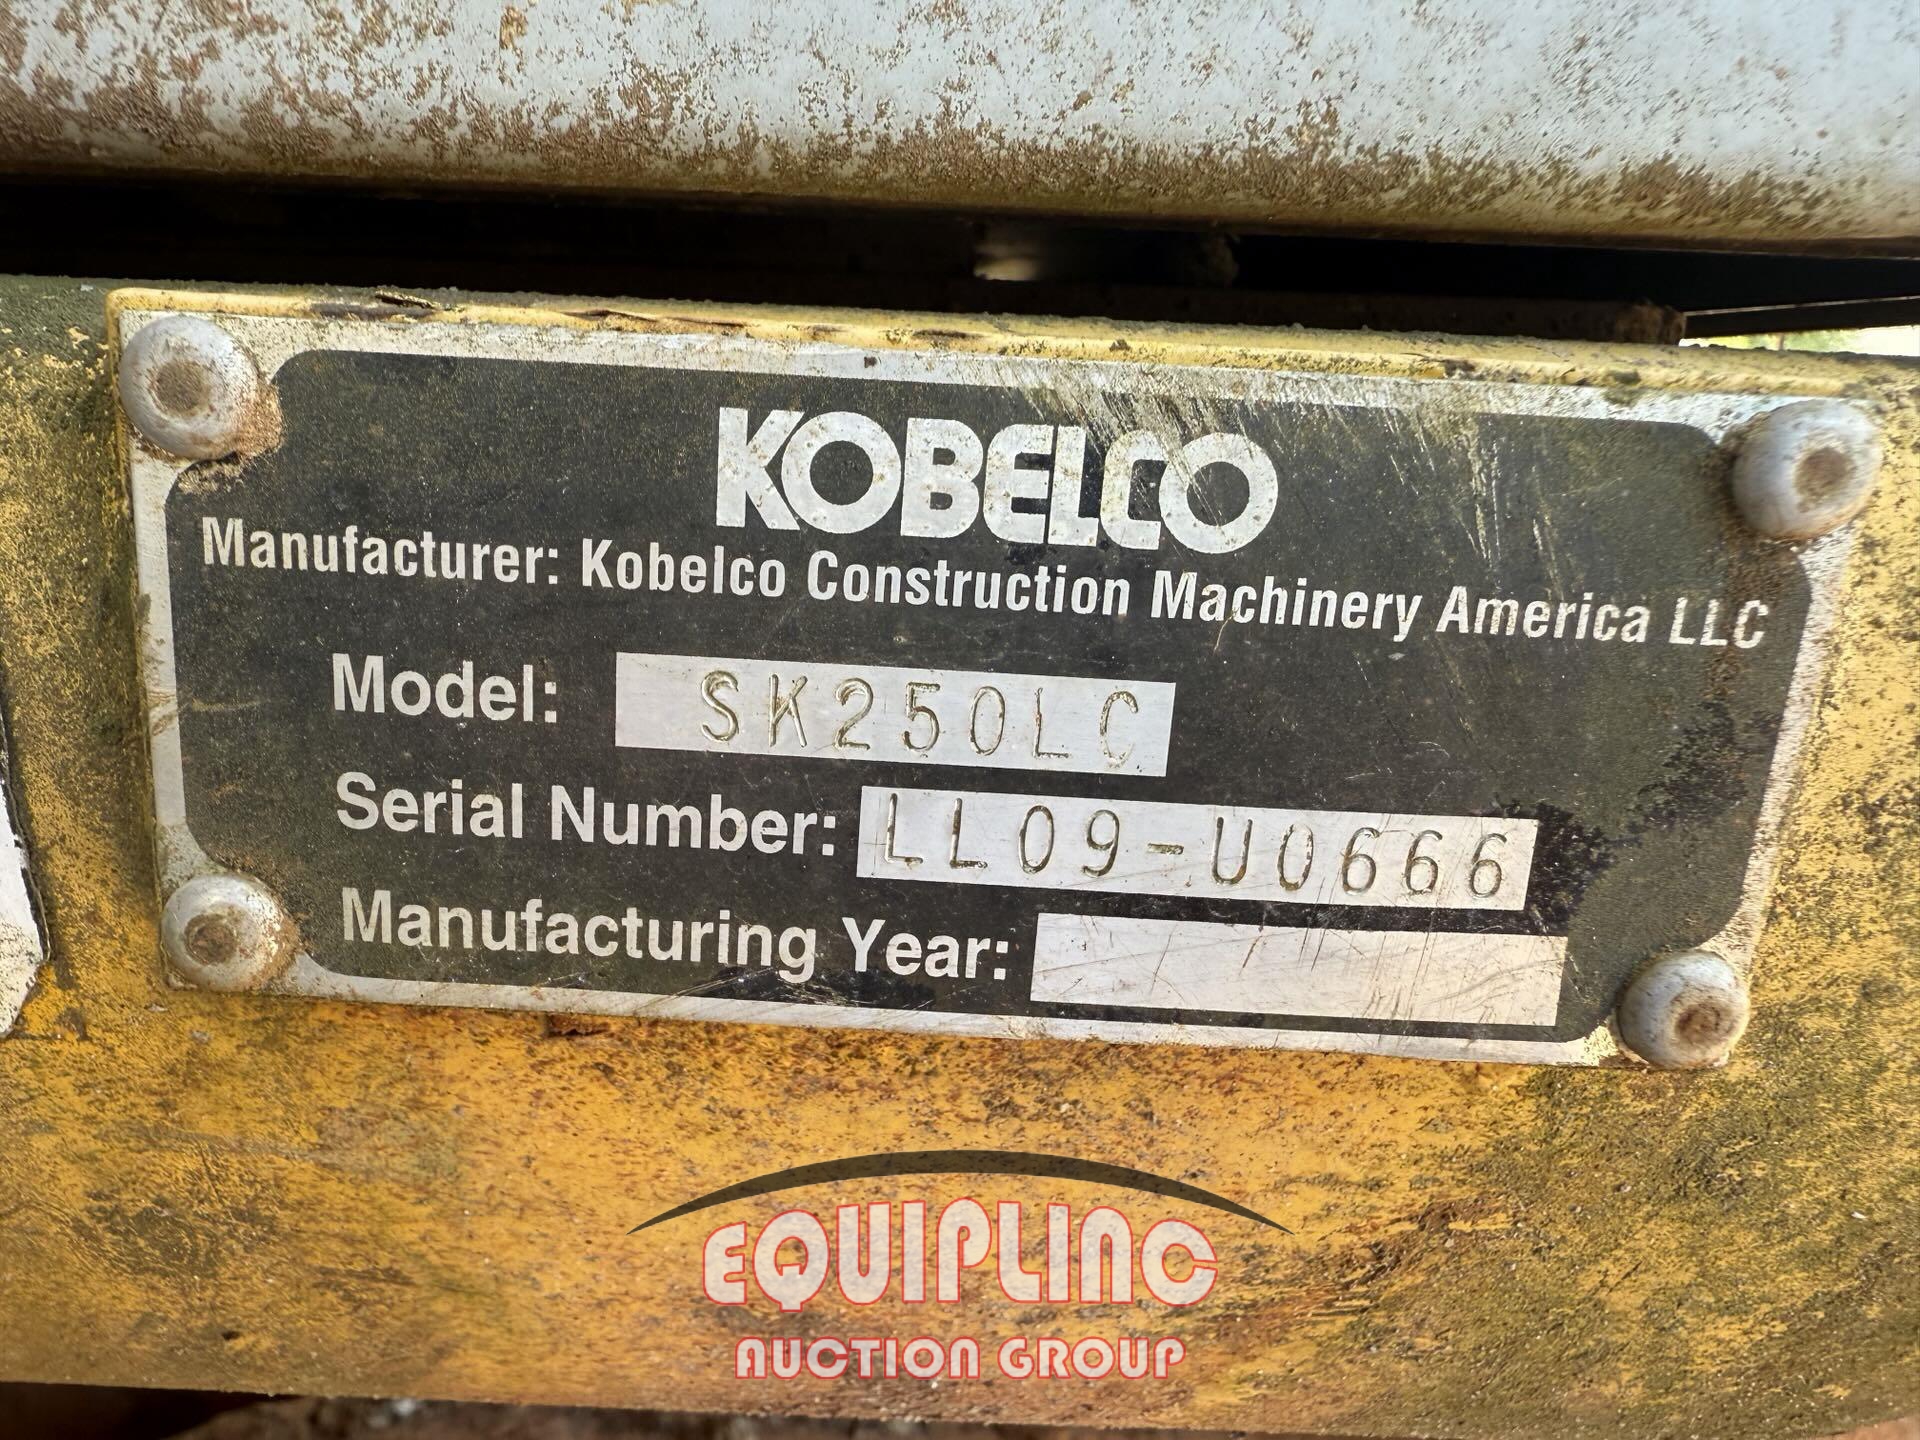 KOBELCO
Manufacturer: Kobelco Construction Machinery America LLC
Model: SK250LC
Serial Number: LL09-U0666
Manufacturing Year:
EQUIPLINC
AUCTION GROUP